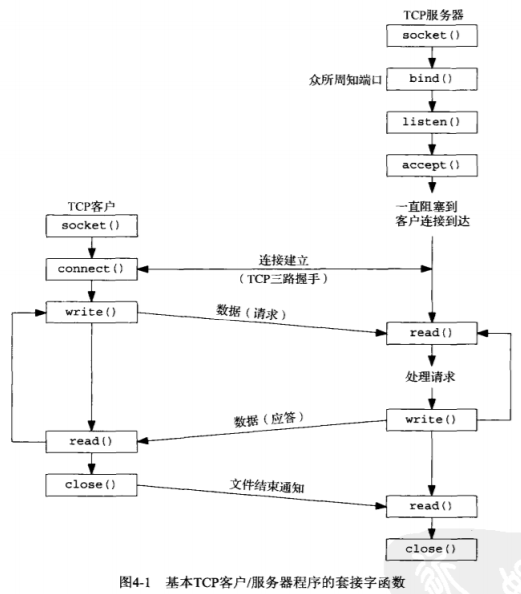 TCP服务器
socket()
众所周知端口
bind()
listen()
accept()
一直阻塞到
客户连接到达
TCP客户
socket()
connect()
连接建立
(TCP三路握手)
write()
数据(请求)
read()
处理请求
write()
数据(应答)
read()
close()
文件结束通知
read()
close()
图4-1 基本TCP客户/服务器程序的套接字函数